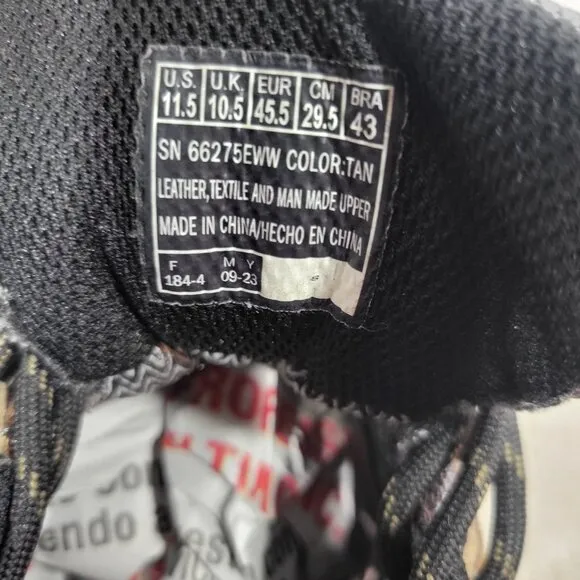 U.S. U.K. EUR CM BRA
11.5 10.5 45.5 29.5 43
SN 66275EWW COLOR:TAN
LEATHER,TEXTILE AND MAN MADE UPPER
MADE IN CHINA/HECHO EN CHINA
F M Y
184-4 09-23
endo a